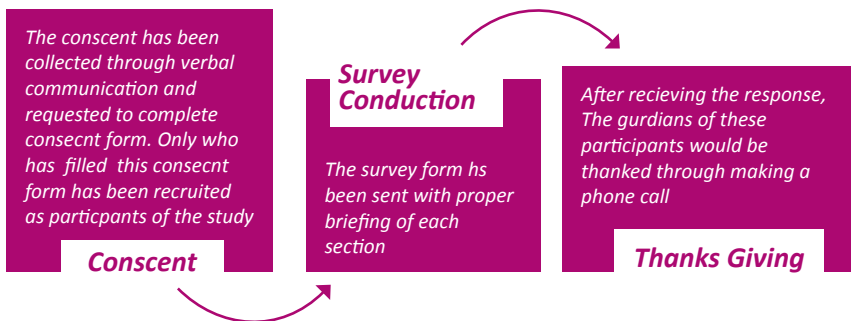 The conscent has been
collected through verbal
communication and
requested to complete
consecnt form. Only who
has filled this consecnt
form has been recruited
as particpants of the study
Conscent
Survey
Conduction
The survey form hs
been sent with proper
briefing of each
section
After recieving the response,
The gurdians of these
participants would be
thanked through making a
phone call
Thanks Giving